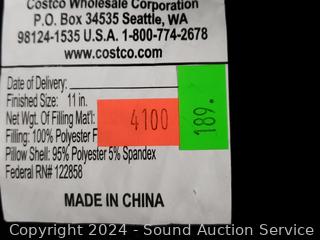 Costco Wholesale Corporation
P.O. Box 34535 Seattle, WA
98124-1535 U.S.A. 1-800-774-2678
www.costco.com
Date of Delivery:
Finished Size: 11 in.
Net Wgt. Of Filling Mat'l:
4100
189.
Filling: 100% Polyester F
Pillow Shell: 95% Polyester 5% Spandex
Federal RN# 122858
MADE IN CHINA
Copyright 2024 - Sound Auction Service